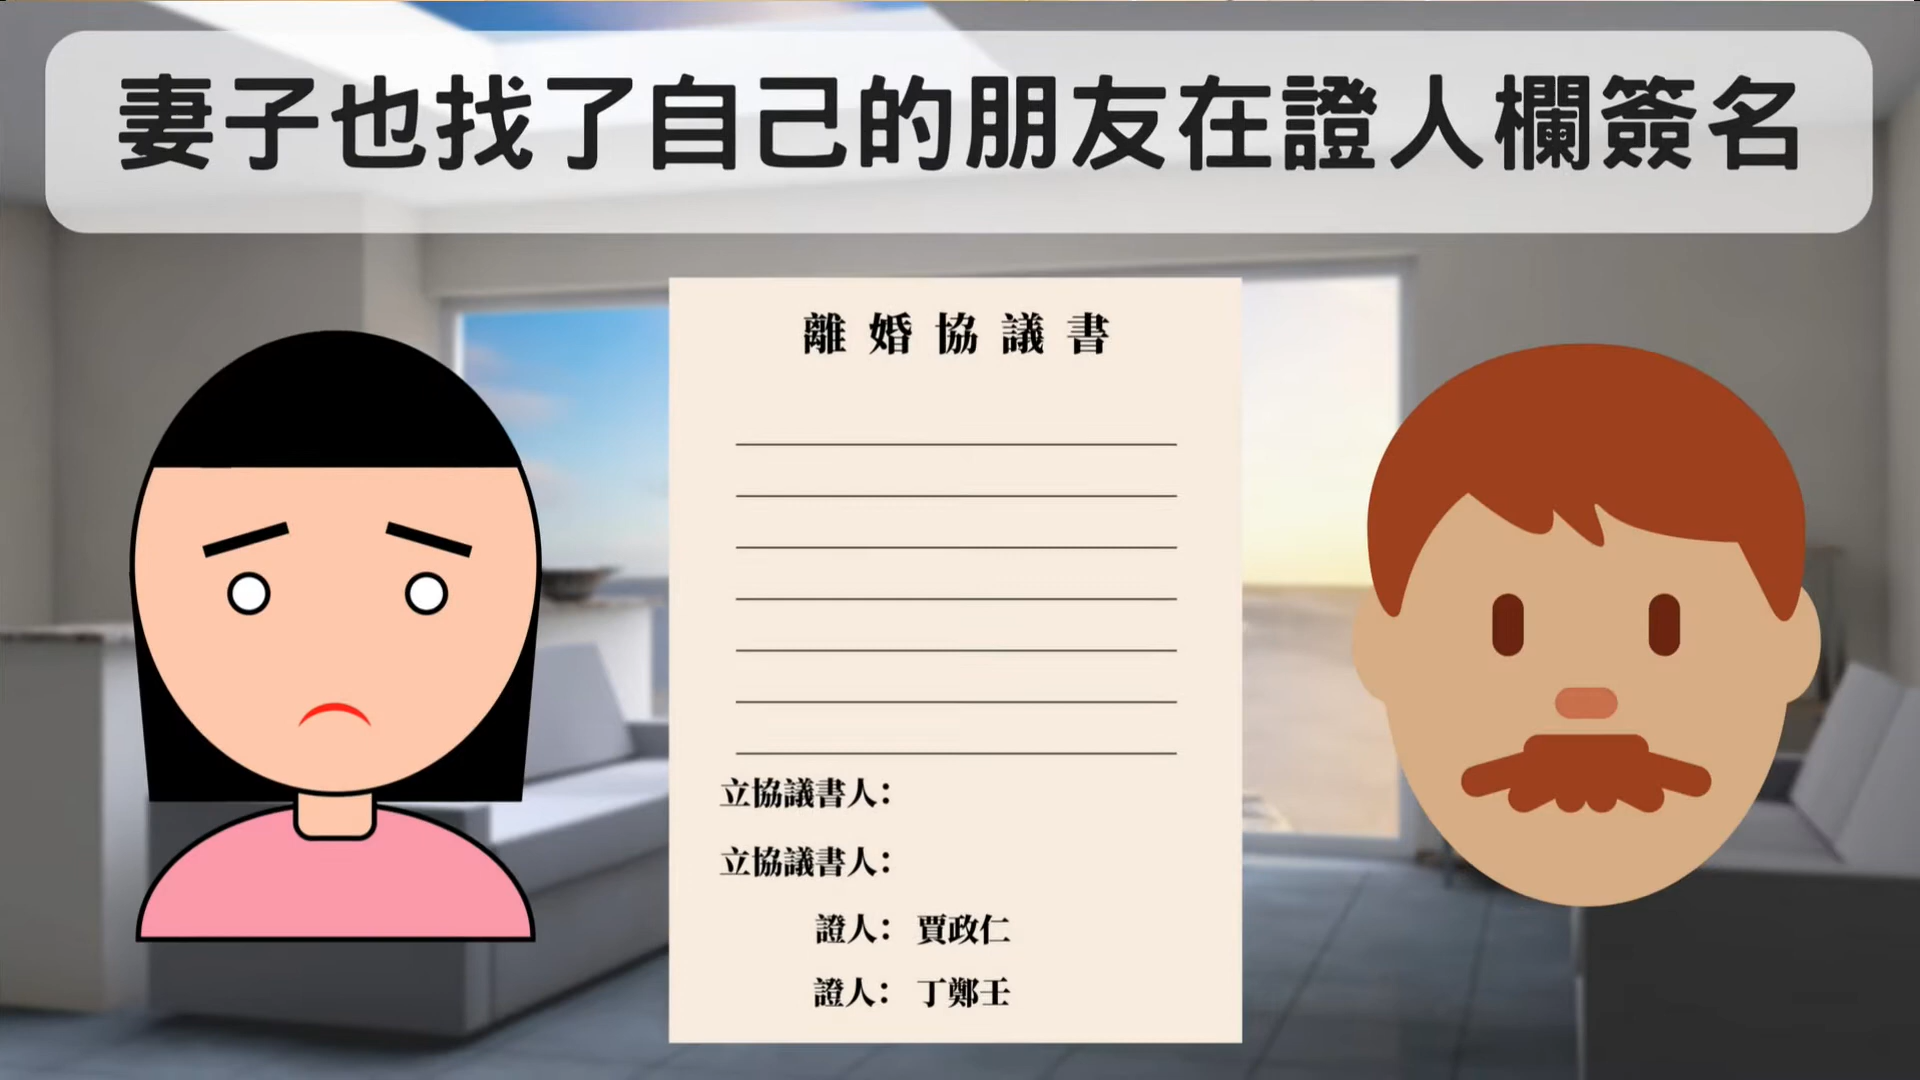 妻子也找了自己的朋友在證人欄簽名
離婚協議書
立協議書人：
立協議書人：
證人：賈政仁
證人：丁鄭王